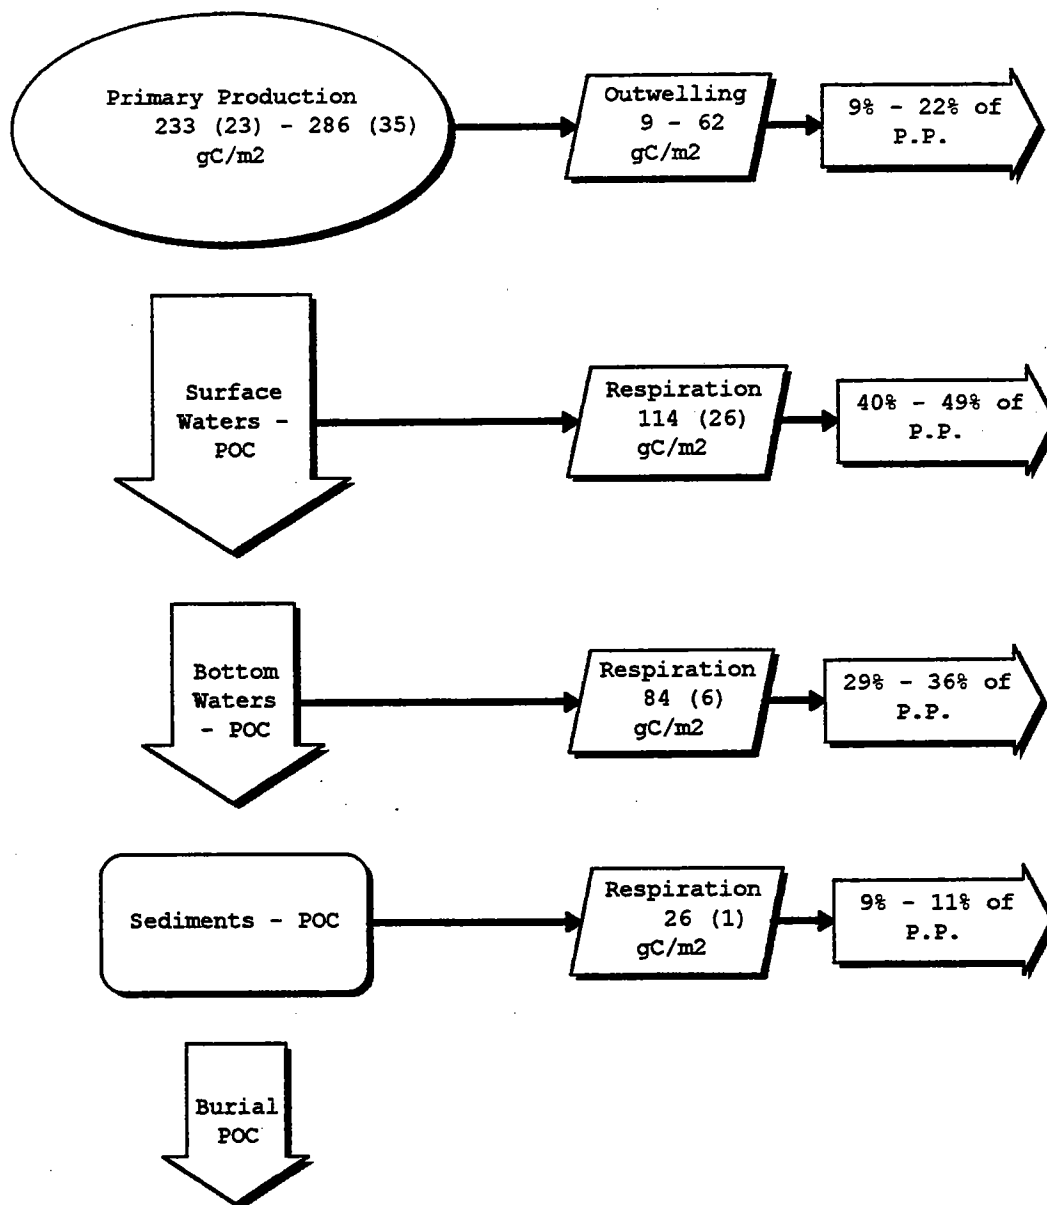 Primary Production
233 (23) - 286 (35)
gC/m2
Outwelling
9 - 62
gC/m2
9% - 22% of
P.P.
Surface
Waters -
POC
Respiration
114 (26)
gC/m2
40% - 49% of
P.P.
Bottom
Waters
- POC
Respiration
84 (6)
gC/m2
29% - 36% of
P.P.
Sediments - POC
Respiration
26 (1)
gC/m2
9% - 11% of
P.P.
Burial
POC